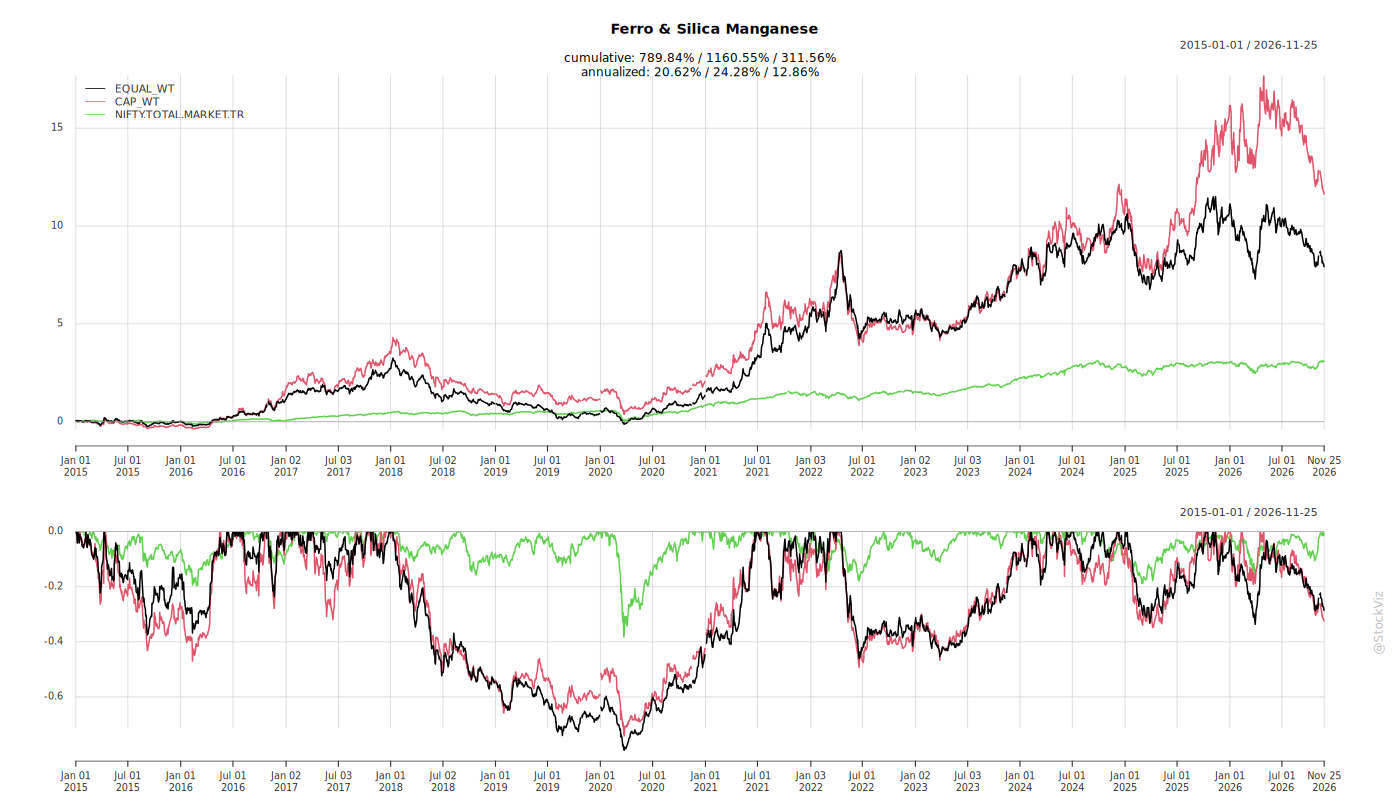 Ferro & Silica Manganese
2015-01-01 / 2026-11-25
cumulative: 789.84% / 1160.55% / 311.56%
annualized: 20.62% / 24.28% / 12.86%
EQUAL_WT
CAP_WT
NIFTYTOTAL.MARKET.TR
15
10
5
0
Jan 01 Jul 01 Jan 01 Jul 01 Jan 02 Jul 03 Jan 01 Jul 02 Jan 01 Jul 01 Jan 01 Jul 01 Jan 01 Jul 01 Jan 03 Jul 01 Jan 02 Jul 03 Jan 01 Jul 01 Jan 01 Jul 01 Jan 01 Jul 01 Nov 25
2015 2015 2016 2016 2017 2017 2018 2018 2019 2019 2020 2020 2021 2021 2022 2022 2023 2023 2024 2024 2025 2025 2026 2026 2026
2015-01-01 / 2026-11-25
0.0
-0.2
-0.4
-0.6
@StockViz
Jan 01 Jul 01 Jan 01 Jul 01 Jan 02 Jul 03 Jan 01 Jul 02 Jan 01 Jul 01 Jan 01 Jul 01 Jan 01 Jul 01 Jan 03 Jul 01 Jan 02 Jul 03 Jan 01 Jul 01 Jan 01 Jul 01 Jan 01 Jul 01 Nov 25
2015 2015 2016 2016 2017 2017 2018 2018 2019 2019 2020 2020 2021 2021 2022 2022 2023 2023 2024 2024 2025 2025 2026 2026 2026